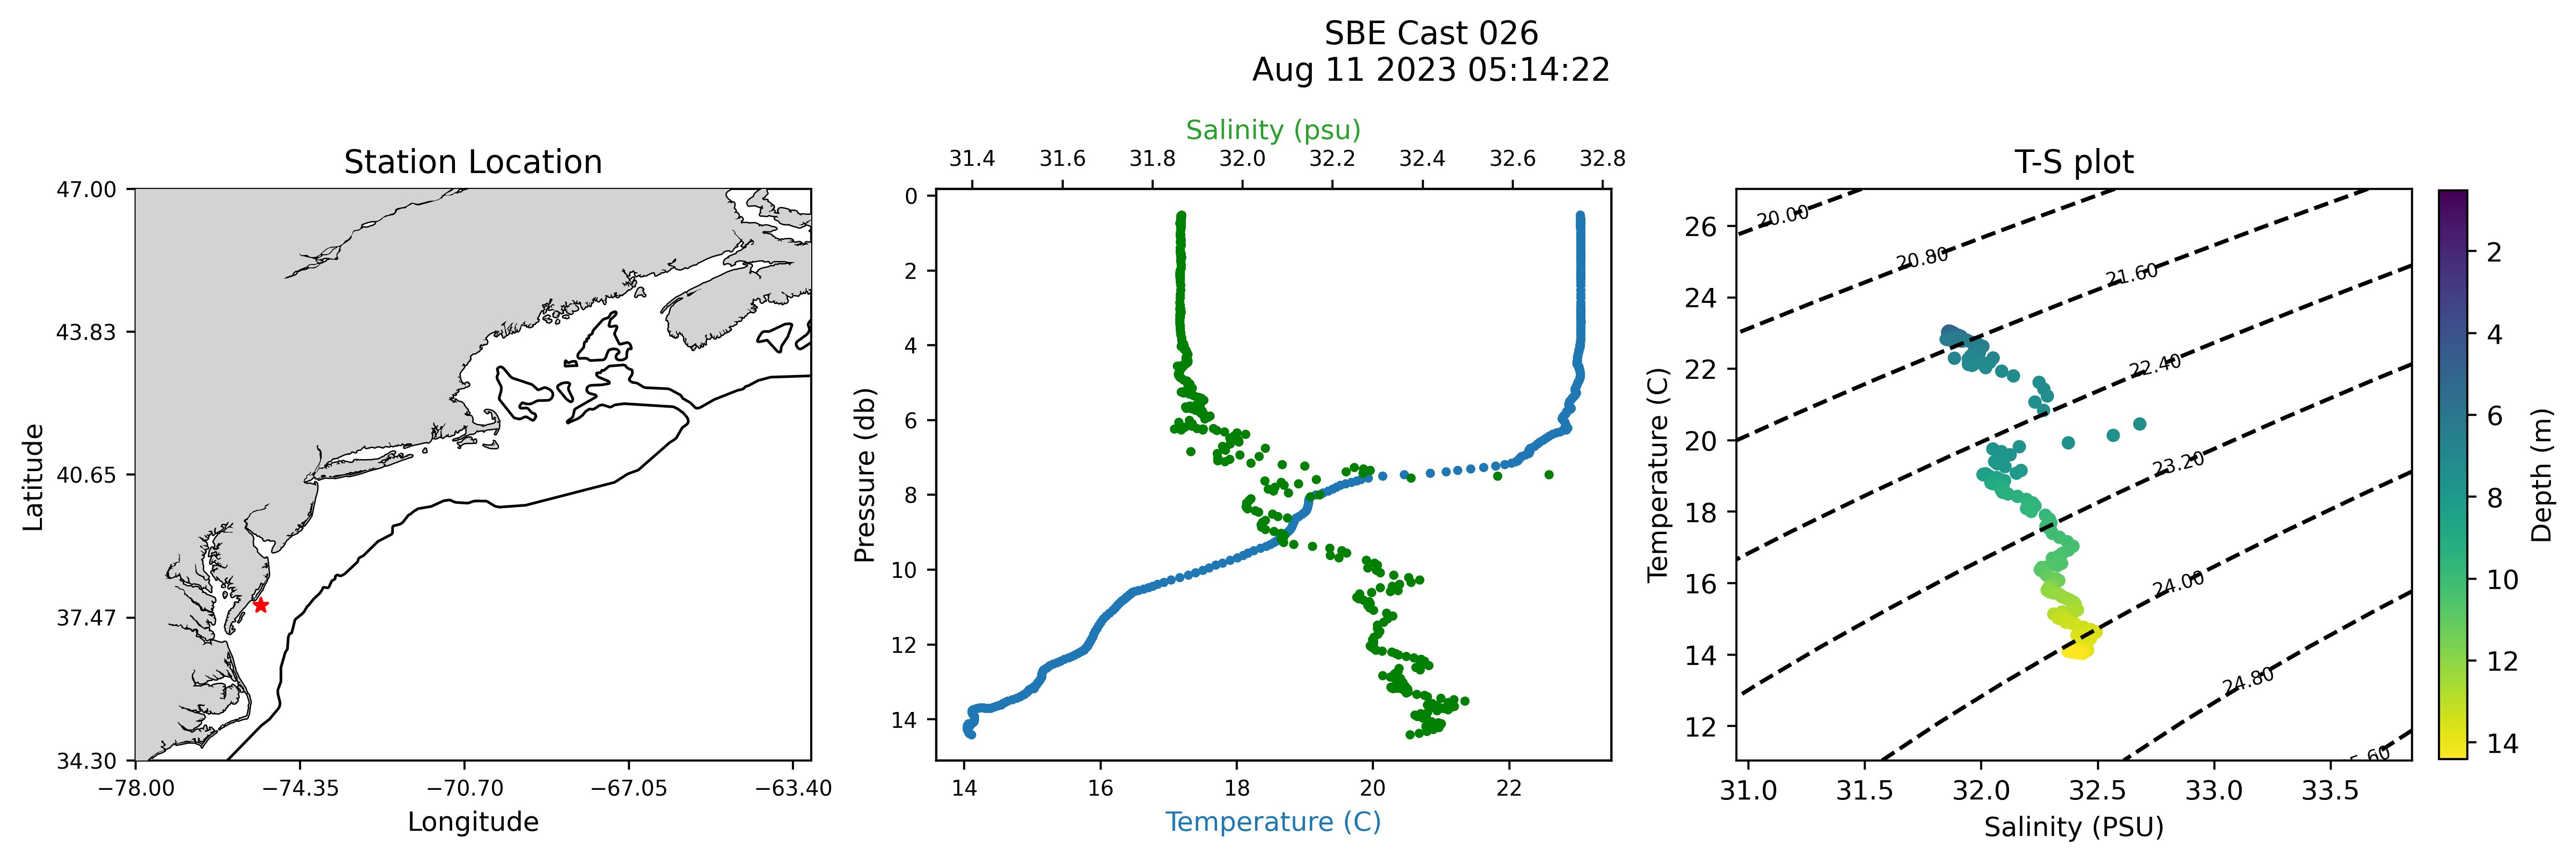 SBE Cast 026
Aug 11 2023 05:14:22
Station Location
47.00
43.83
40.65
37.47
34.30
Latitude
−78.00 −74.35 −70.70 −67.05 −63.40
Longitude
Salinity (psu)
31.4 31.6 31.8 32.0 32.2 32.4 32.6 32.8
0
2
4
6
8
10
12
14
Pressure (db)
14 16 18 20 22
Temperature (C)
T-S plot
26
24
22
20
18
16
14
12
Temperature (C)
20.00
20.80
21.60
22.40
23.20
24.00
24.80
31.0 31.5 32.0 32.5 33.0 33.5
Salinity (PSU)
2
4
6
8
10
12
14
Depth (m)